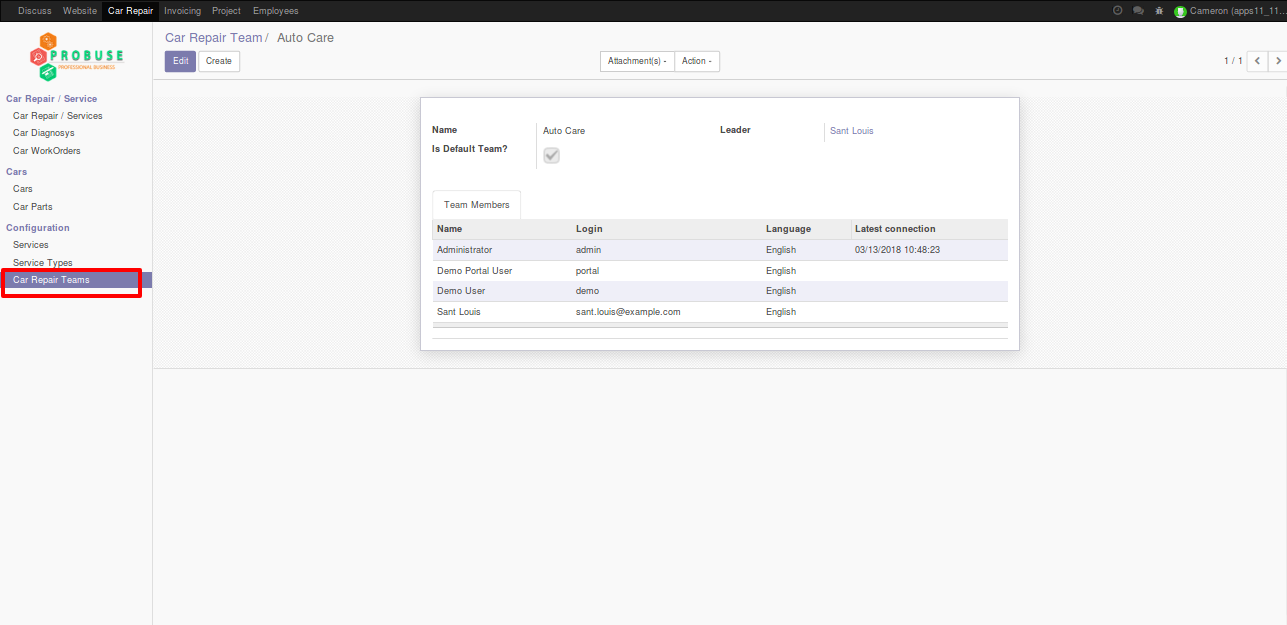 Discuss Website Car Repair Invoicing Project Employees Cameron (apps11_11...
PROBUSE
PROFESSIONAL BUSINESS
Car Repair / Service
Car Repair / Services
Car Diagnosys
Car WorkOrders
Cars
Cars
Car Parts
Configuration
Services
Service Types
Car Repair Teams
Car Repair Team / Auto Care
Edit Create Attachment(s) Action 1 / 1
Name Auto Care Leader Sant Louis
Is Default Team?
Team Members
Name Login Language Latest connection
Administrator admin English 03/13/2018 10:48:23
Demo Portal User portal English
Demo User demo English
Sant Louis sant.louis@example.com English